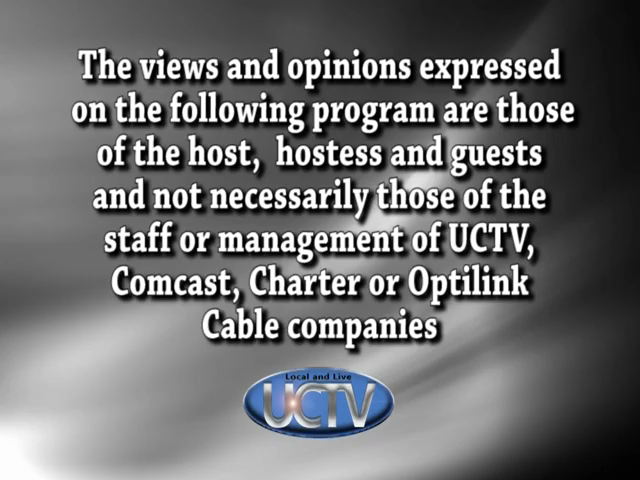 The views and opinions expressed
on the following program are those
of the host, hostess and guests
and not necessarily those of the
staff or management of UCTV,
Comcast, Charter or Optilink
Cable companies
Local and Live
UCTV